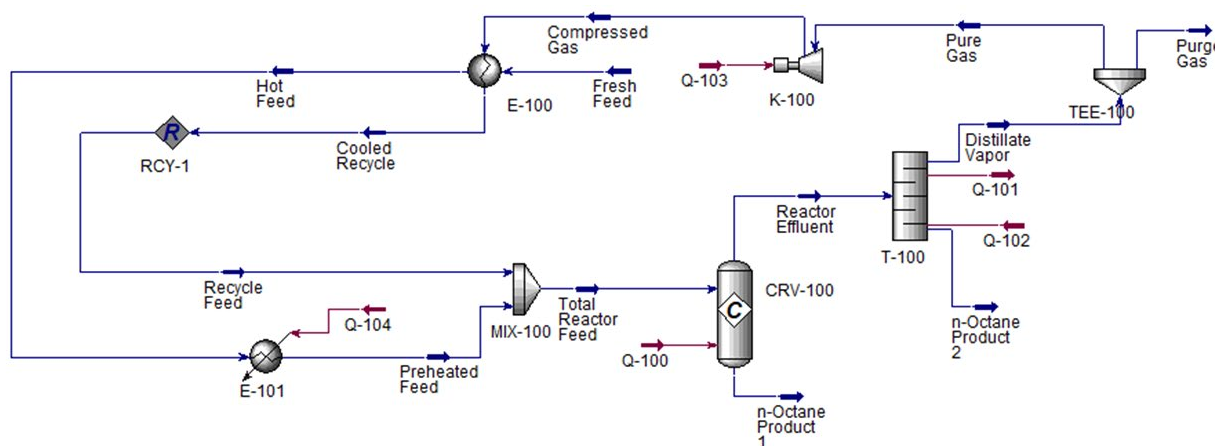 Compressed
Gas
Pure
Gas
Purge
Gas
Q-103
K-100
TEE-100
Hot
Feed
E-100
Fresh
Feed
R
RCY-1
Cooled
Recycle
Distillate
Vapor
Q-101
Reactor
Effluent
Q-102
T-100
Recycle
Feed
Q-104
MIX-100
Total
Reactor
Feed
CRV-100
C
n-Octane
Product
2
E-101
Preheated
Feed
Q-100
n-Octane
Product
1